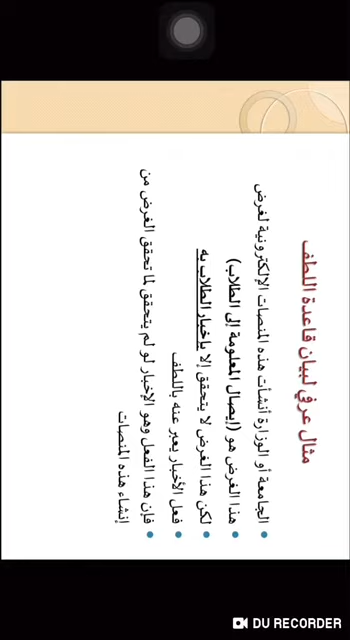 مثال عرفي لبيان قاعدة اللطف
الجامعة أو الوزارة أنشأت هذه المنصات الإلكترونية لغرض
هذا الغرض هو (إيصال المعلومة إلى الطلاب)
لكن هذا الغرض لا يتحقق إلا بإخبار الطلاب به
فعل الأخبار يعبر عنه باللطف
فإن هذا الفعل وهو الإخبار لو لم يتحقق لما تحقق الغرض من
إنشاء هذه المنصات
DU RECORDER